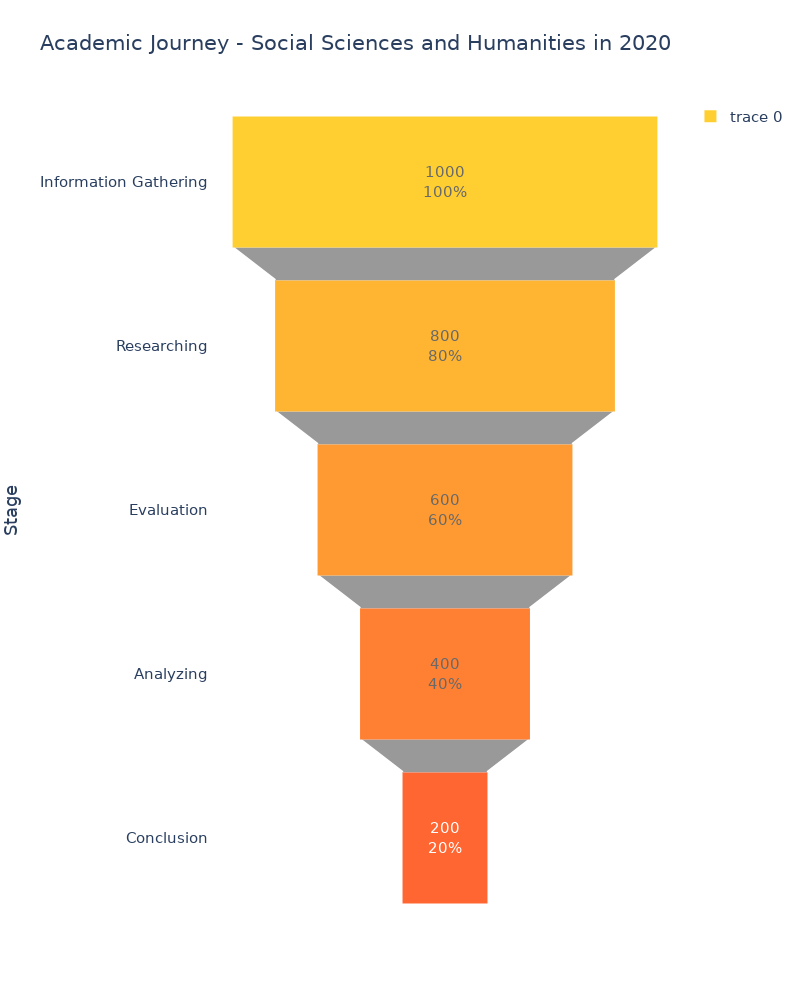 Academic Journey - Social Sciences and Humanities in 2020
trace 0
Information Gathering
1000
100%
Researching
800
80%
Evaluation
600
60%
Stage
Analyzing
400
40%
Conclusion
200
20%